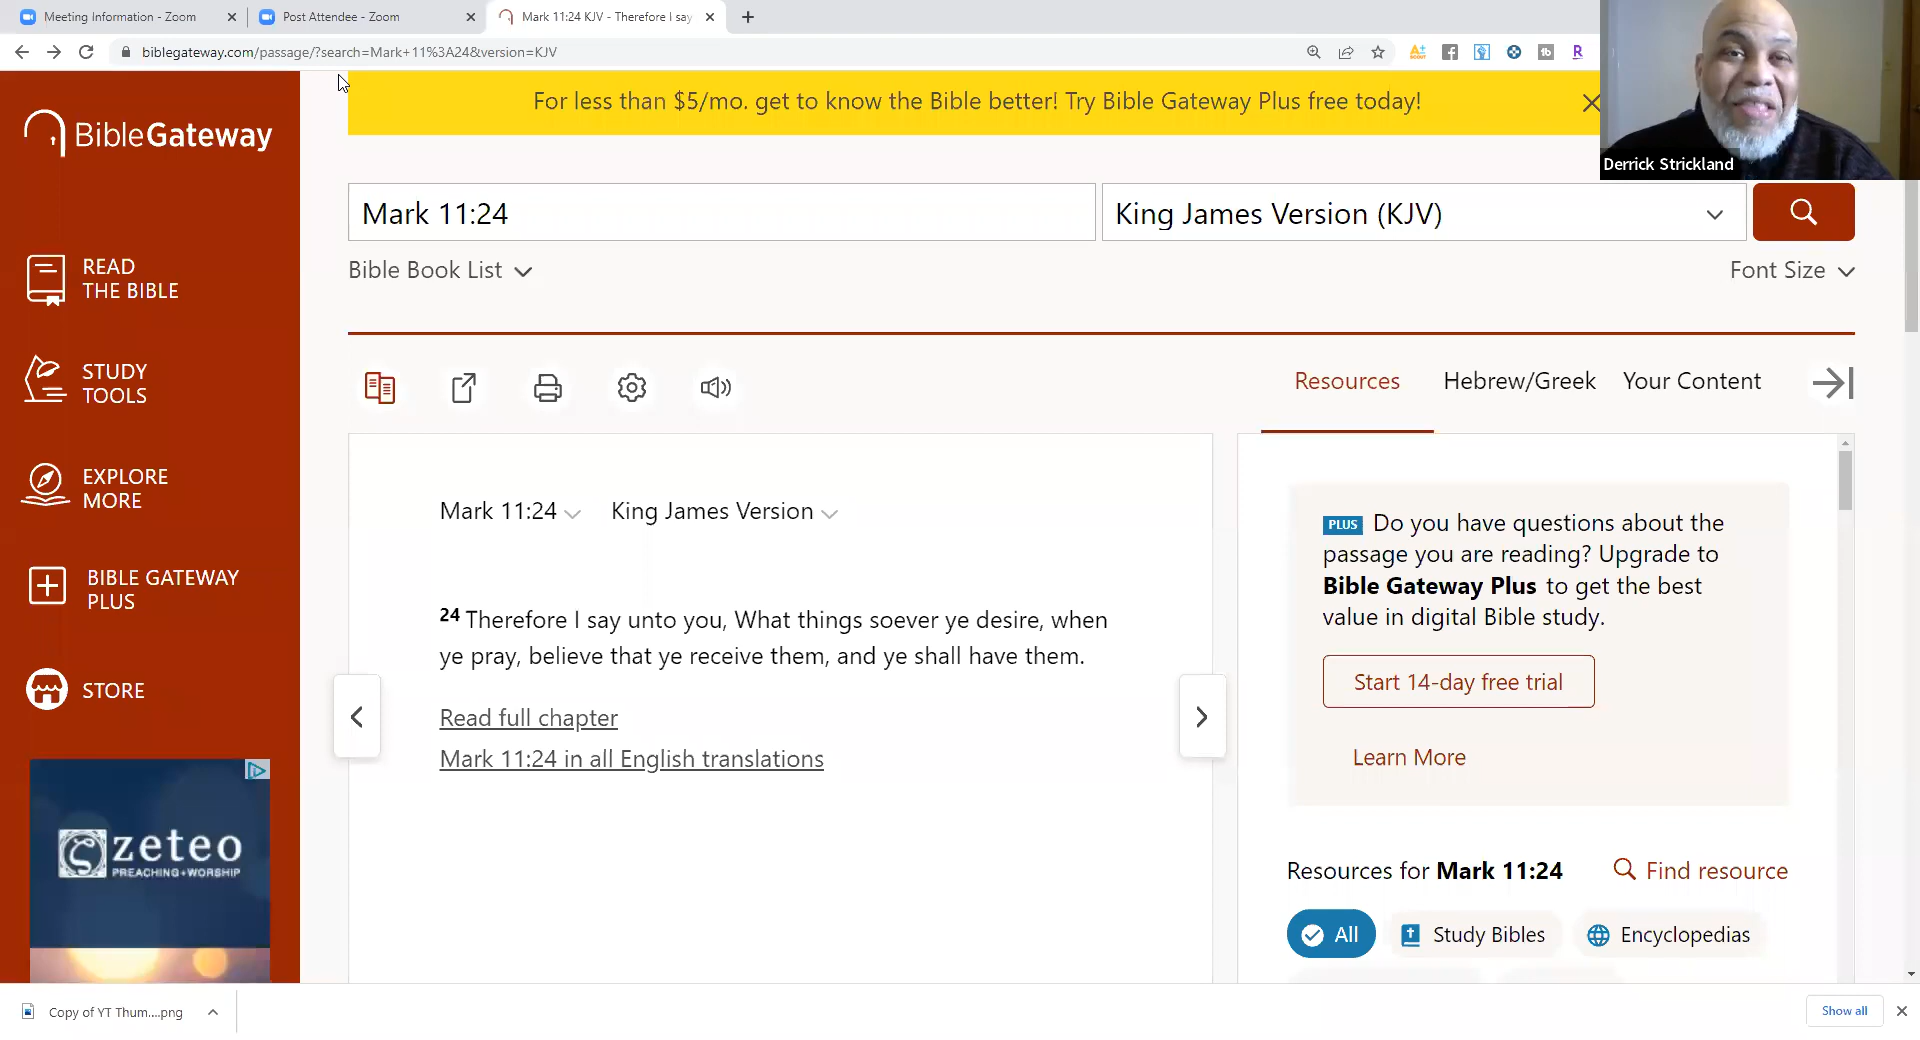 Meeting Information - Zoom
Post Attendee - Zoom
Mark 11:24 KJV - Therefore I say
biblegateway.com/passage/?search=Mark+11%3A24&version=KJV
For less than $5/mo. get to know the Bible better! Try Bible Gateway Plus free today!
Derrick Strickland
BibleGateway
Mark 11:24
King James Version (KJV)
Bible Book List
Font Size
READ
THE BIBLE
STUDY
TOOLS
EXPLORE
MORE
BIBLE GATEWAY
PLUS
STORE
zeteo
PREACHING+WORSHIP
Resources
Hebrew/Greek
Your Content
Mark 11:24
King James Version
24 Therefore I say unto you, What things soever ye desire, when
ye pray, believe that ye receive them, and ye shall have them.
Read full chapter
Mark 11:24 in all English translations
PLUS Do you have questions about the
passage you are reading? Upgrade to
Bible Gateway Plus to get the best
value in digital Bible study.
Start 14-day free trial
Learn More
Resources for Mark 11:24
Find resource
All
Study Bibles
Encyclopedias
Copy of YT Thum....png
Show all